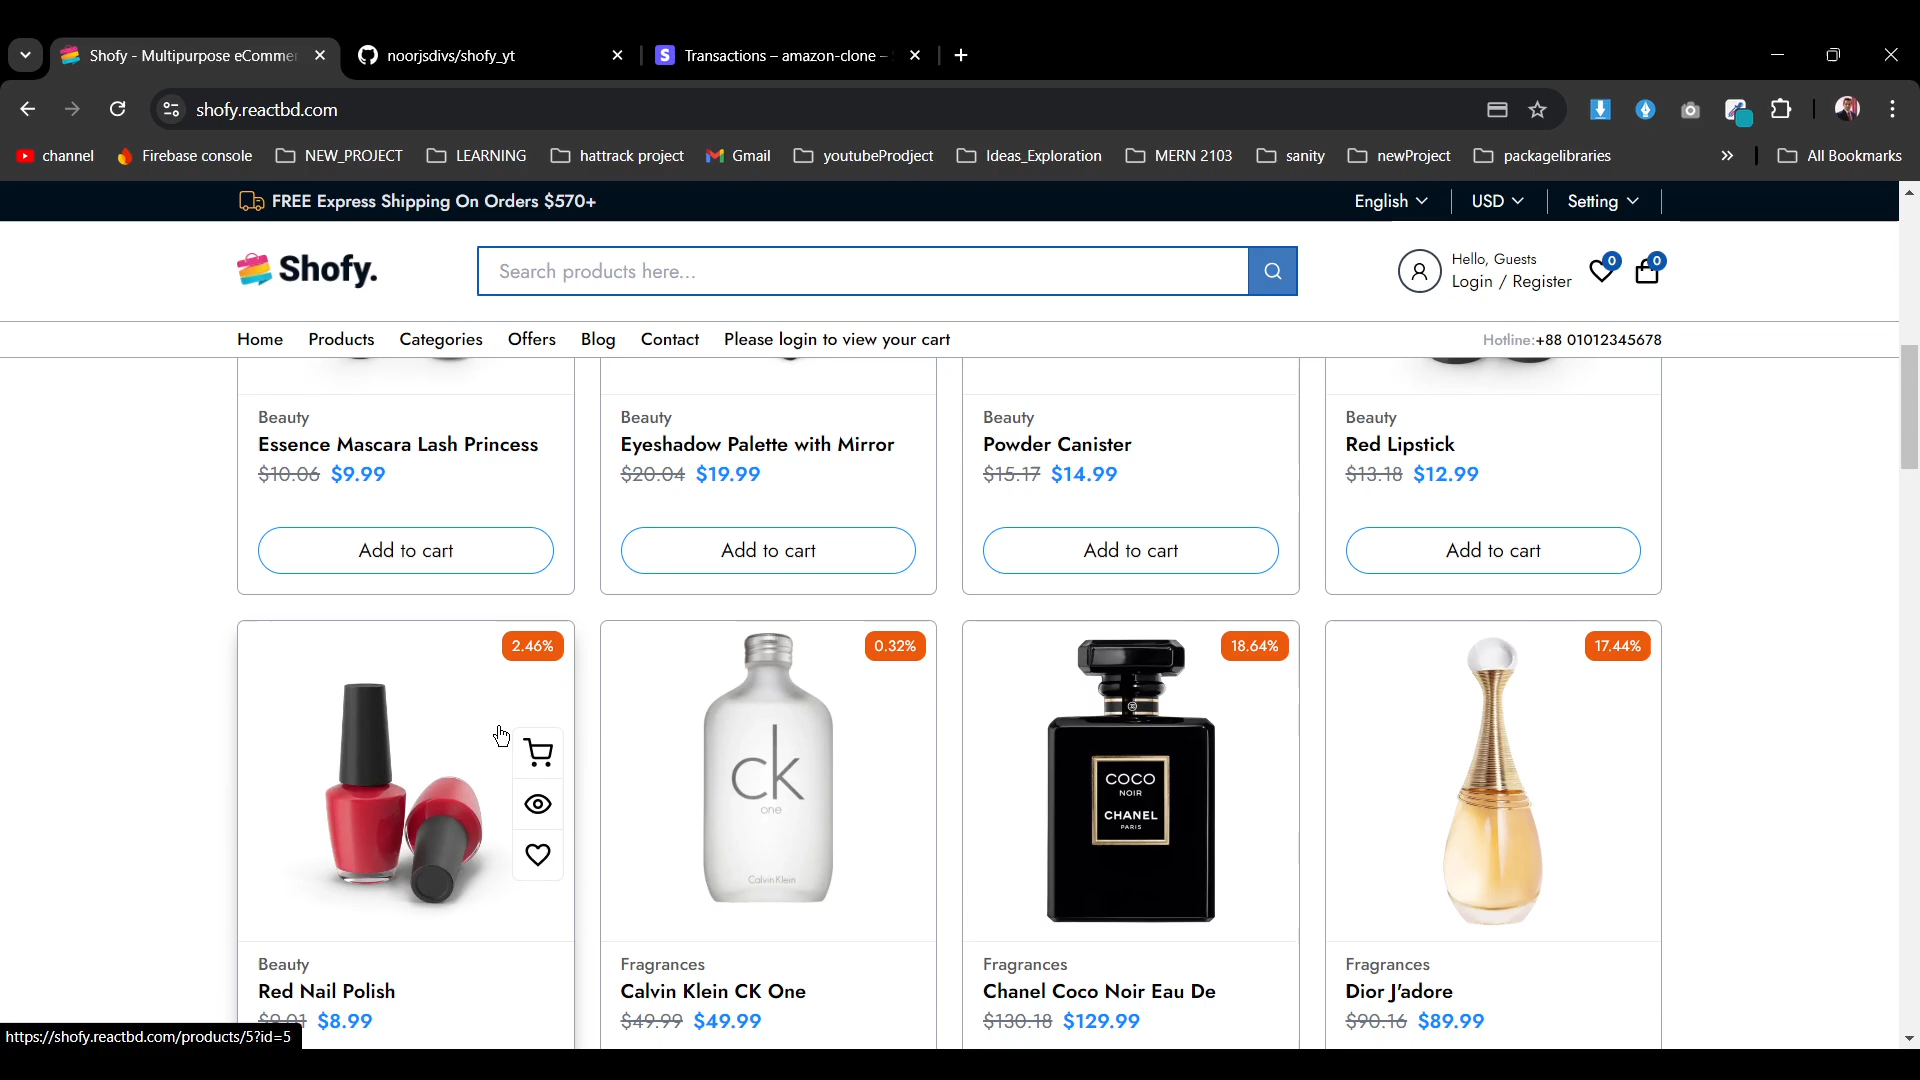 Shofy - Multipurpose eCommer
noorjsdivs/shofy_yt
Transactions – amazon-clone –
shofy.reactbd.com
channel
Firebase console
NEW_PROJECT
LEARNING
hattrack project
Gmail
youtubeProdject
Ideas_Exploration
MERN 2103
sanity
newProject
packagelibraries
All Bookmarks
FREE Express Shipping On Orders $570+
English
USD
Setting
Shofy.
Search products here...
Hello, Guests
Login / Register
0
0
Home
Products
Categories
Offers
Blog
Contact
Please login to view your cart
Hotline:+88 01012345678
Beauty
Essence Mascara Lash Princess
$10.06 $9.99
Add to cart
Beauty
Eyeshadow Palette with Mirror
$20.04 $19.99
Add to cart
Beauty
Powder Canister
$15.17 $14.99
Add to cart
Beauty
Red Lipstick
$13.18 $12.99
Add to cart
2.46%
Beauty
Red Nail Polish
$9.01 $8.99
0.32%
ck
one
Calvin Klein
Fragrances
Calvin Klein CK One
$49.99 $49.99
18.64%
COCO
NOIR
CHANEL
PARIS
Fragrances
Chanel Coco Noir Eau De
$130.18 $129.99
17.44%
Fragrances
Dior J'adore
$90.16 $89.99
https://shofy.reactbd.com/products/5?id=5